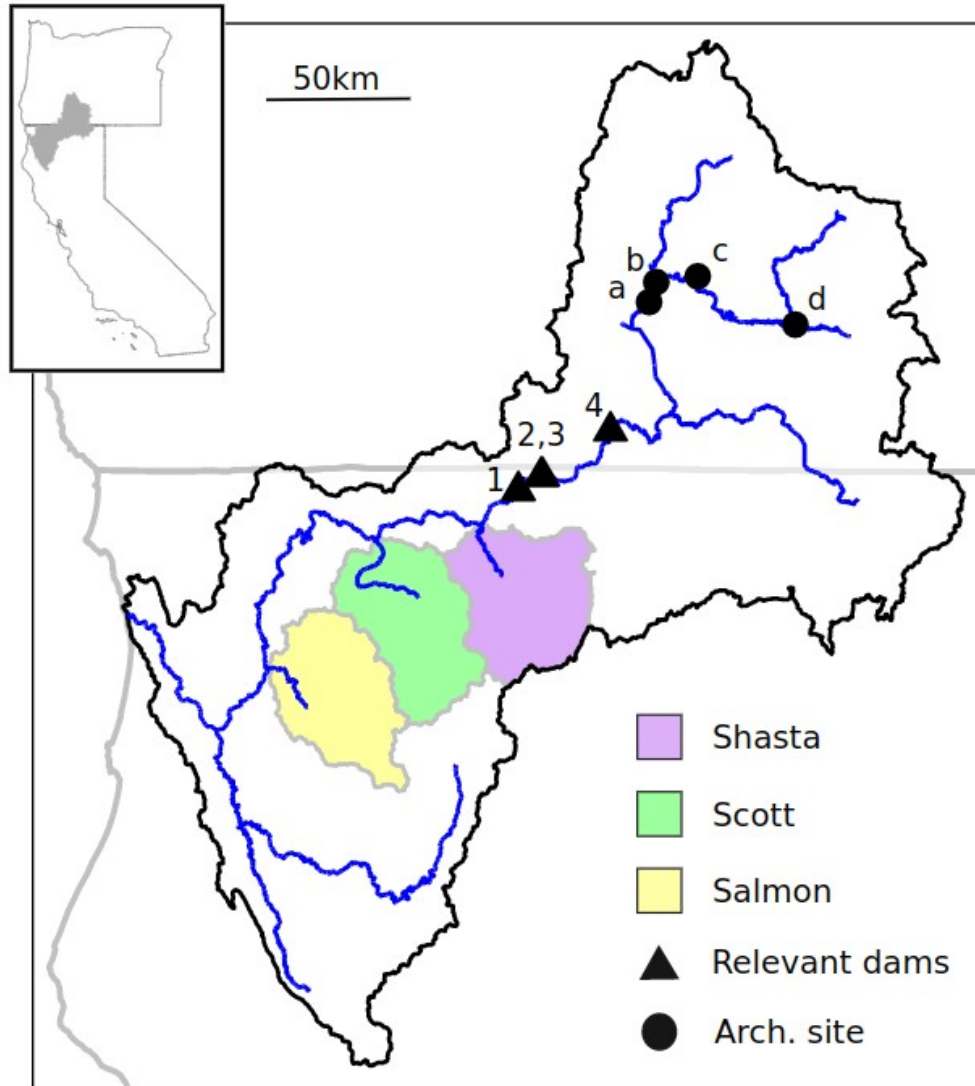 50km
b
c
a
d
4
2,3
1
Shasta
Scott
Salmon
Relevant dams
Arch. site